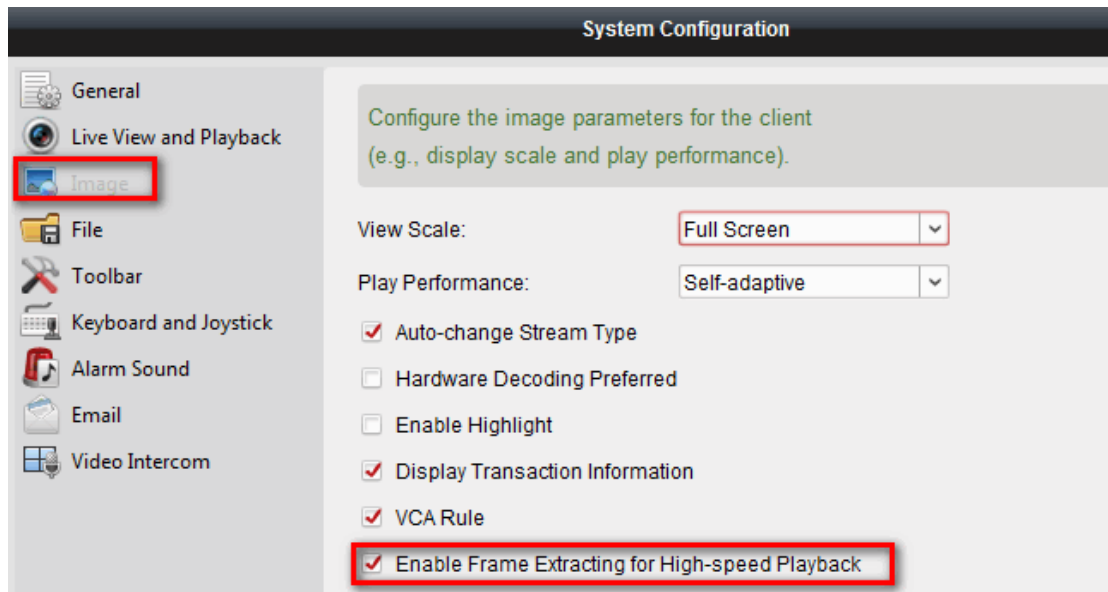 System Configuration
General
Live View and Playback
Image
File
Toolbar
Keyboard and Joystick
Alarm Sound
Email
Video Intercom
Configure the image parameters for the client
(e.g., display scale and play performance).
View Scale: Full Screen
Play Performance: Self-adaptive
Auto-change Stream Type
Hardware Decoding Preferred
Enable Highlight
Display Transaction Information
VCA Rule
Enable Frame Extracting for High-speed Playback